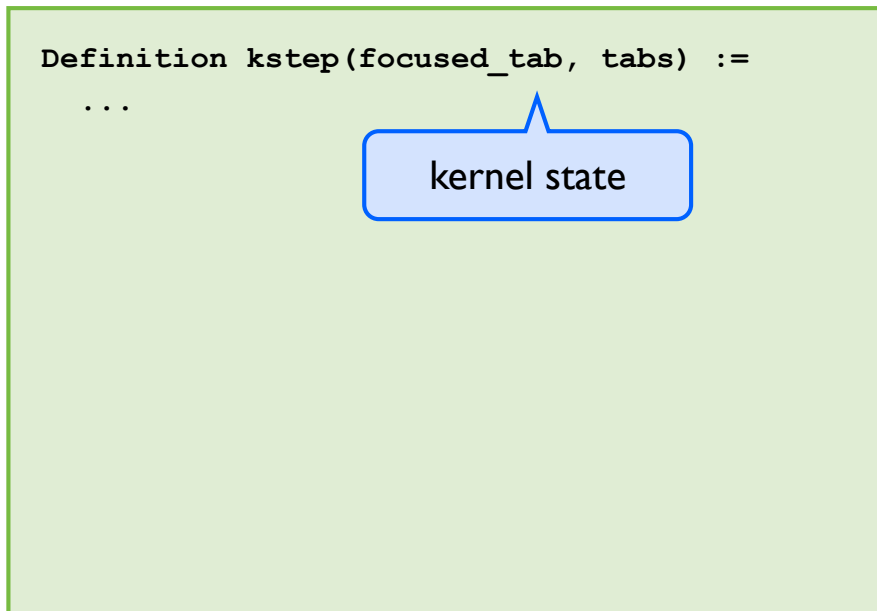 Definition kstep(focused_tab, tabs) :=
...
kernel state